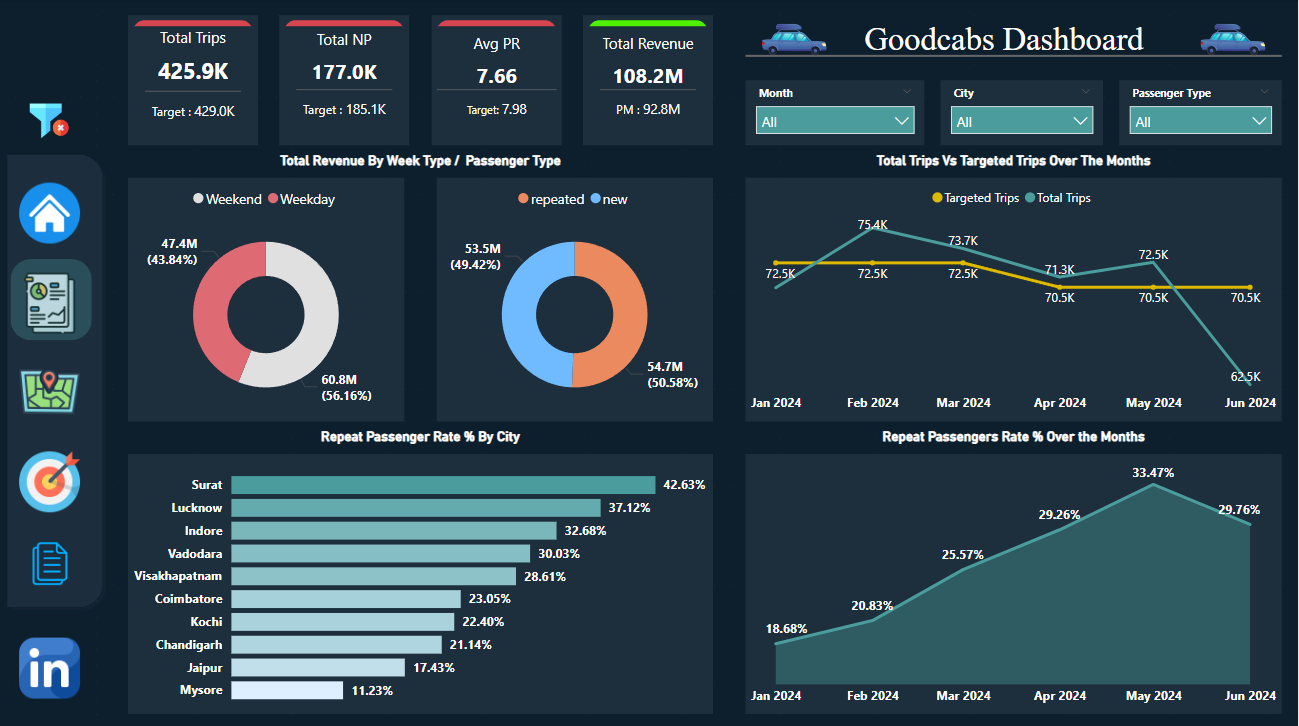 Total Trips
425.9K
Target : 429.0K
Total NP
177.0K
Target : 185.1K
Avg PR
7.66
Target: 7.98
Total Revenue
108.2M
PM : 92.8M
Goodcabs Dashboard
Month
All
City
All
Passenger Type
All
Total Revenue By Week Type / Passenger Type
Weekend Weekday
47.4M
(43.84%)
60.8M
(56.16%)
repeated new
53.5M
(49.42%)
54.7M
(50.58%)
Total Trips Vs Targeted Trips Over The Months
Targeted Trips Total Trips
75.4K
73.7K
71.3K
72.5K
62.5K
72.5K
72.5K
72.5K
70.5K
70.5K
70.5K
Jan 2024 Feb 2024 Mar 2024 Apr 2024 May 2024 Jun 2024
Repeat Passenger Rate % By City
Surat 42.63%
Lucknow 37.12%
Indore 32.68%
Vadodara 30.03%
Visakhapatnam 28.61%
Coimbatore 23.05%
Kochi 22.40%
Chandigarh 21.14%
Jaipur 17.43%
Mysore 11.23%
Repeat Passengers Rate % Over the Months
18.68%
20.83%
25.57%
29.26%
33.47%
29.76%
Jan 2024 Feb 2024 Mar 2024 Apr 2024 May 2024 Jun 2024
in